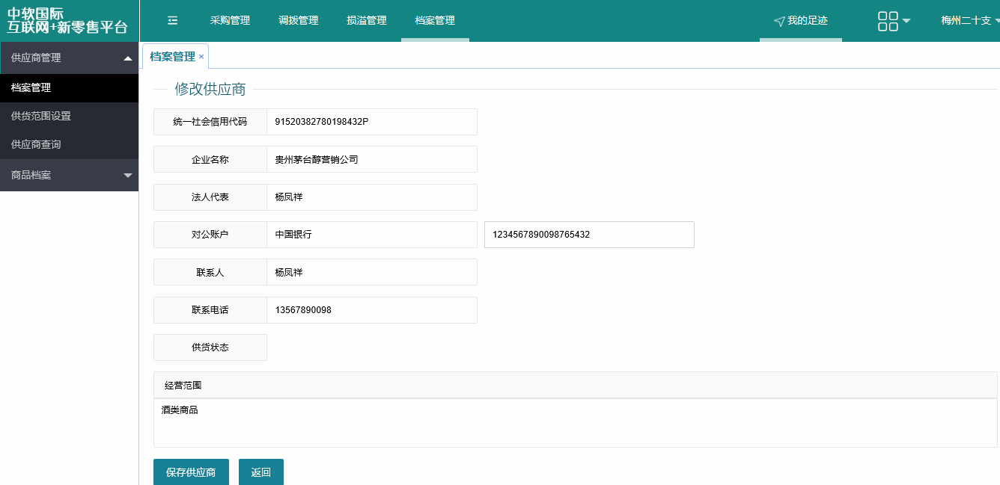 中软国际
互联网+新零售平台
采购管理
调拨管理
损溢管理
档案管理
我的足迹
梅州二十支
供应商管理
档案管理
供货范围设置
供应商查询
商品档案
档案管理 ×
修改供应商
统一社会信用代码 91520382780198432P
企业名称 贵州茅台醇营销公司
法人代表 杨凤祥
对公账户 中国银行 1234567890098765432
联系人 杨凤祥
联系电话 13567890098
供货状态
经营范围
酒类商品
保存供应商 返回